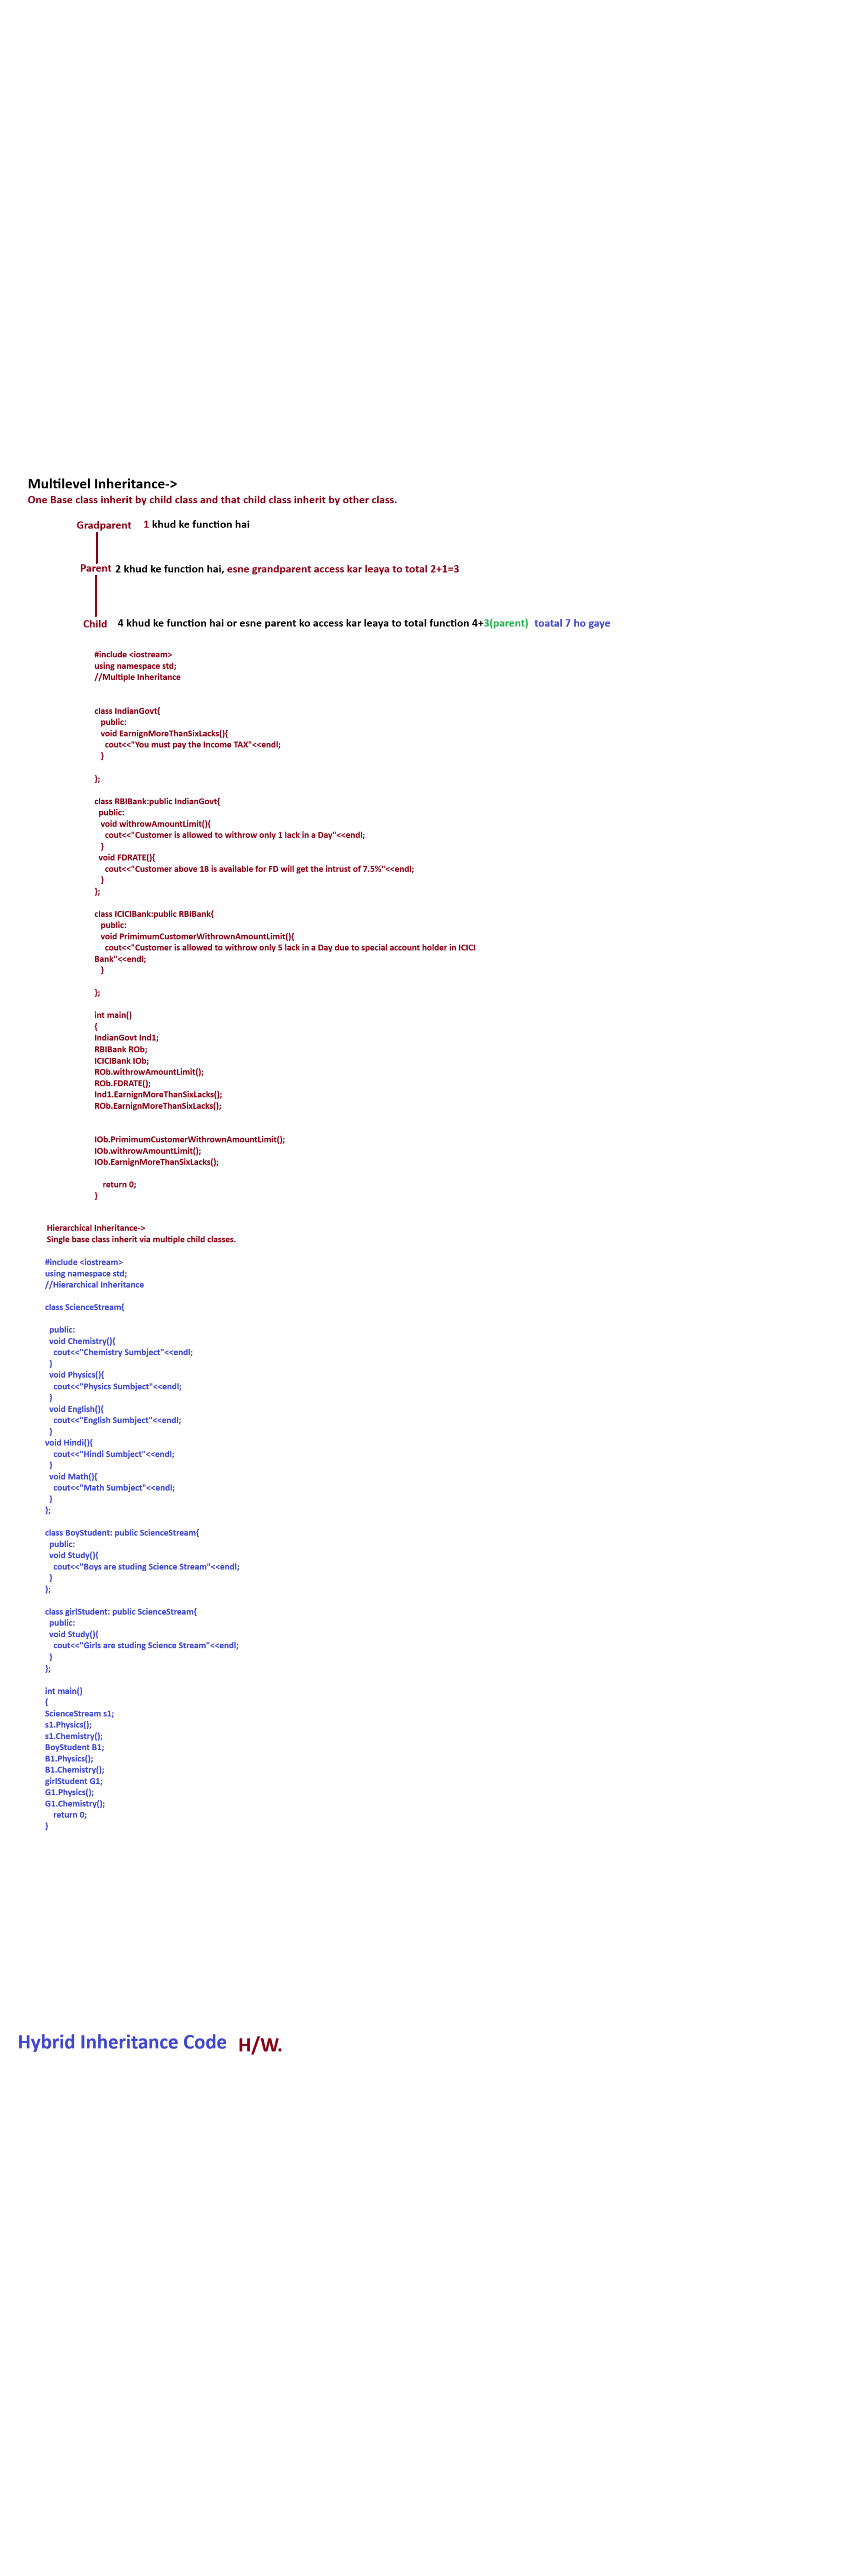 Multilevel Inheritance->
One Base class inherit by child class and that child class inherit by other class.
Gradparent 1 khud ke function hai
Parent 2 khud ke function hai, esne grandparent access kar leaya to total 2+1=3
Child 4 khud ke function hai or esne parent ko access kar leaya to total function 4+3(parent) toatal 7 ho gaye
#include <iostream>
using namespace std;
//Multiple Inheritance
class IndianGovt{
public:
void EarnignMoreThanSixLacks(){
cout<<"You must pay the Income TAX"<<endl;
}
};
class RBIBank:public IndianGovt{
public:
void withrowAmountLimit(){
cout<<"Customer is allowed to withrow only 1 lack in a Day"<<endl;
}
void FDRATE(){
cout<<"Customer above 18 is available for FD will get the intrust of 7.5%"<<endl;
}
};
class ICICIBank:public RBIBank{
public:
void PrimimumCustomerWithrownAmountLimit(){
cout<<"Customer is allowed to withrow only 5 lack in a Day due to special account holder in ICICI
Bank"<<endl;
}
};
int main()
{
IndianGovt Ind1;
RBIBank ROb;
ICICIBank IOb;
ROb.withrowAmountLimit();
ROb.FDRATE();
Ind1.EarnignMoreThanSixLacks();
ROb.EarnignMoreThanSixLacks();
IOb.PrimimumCustomerWithrownAmountLimit();
IOb.withrowAmountLimit();
IOb.EarnignMoreThanSixLacks();
return 0;
}
Hierarchical Inheritance->
Single base class inherit via multiple child classes.
#include <iostream>
using namespace std;
//Hierarchical Inheritance
class ScienceStream{
public:
void Chemistry(){
cout<<"Chemistry Sumbject"<<endl;
}
void Physics(){
cout<<"Physics Sumbject"<<endl;
}
void English(){
cout<<"English Sumbject"<<endl;
}
void Hindi(){
cout<<"Hindi Sumbject"<<endl;
}
void Math(){
cout<<"Math Sumbject"<<endl;
}
};
class BoyStudent: public ScienceStream{
public:
void Study(){
cout<<"Boys are studing Science Stream"<<endl;
}
};
class girlStudent: public ScienceStream{
public:
void Study(){
cout<<"Girls are studing Science Stream"<<endl;
}
};
int main()
{
ScienceStream s1;
s1.Physics();
s1.Chemistry();
BoyStudent B1;
B1.Physics();
B1.Chemistry();
girlStudent G1;
G1.Physics();
G1.Chemistry();
return 0;
}
Hybrid Inheritance Code H/W.